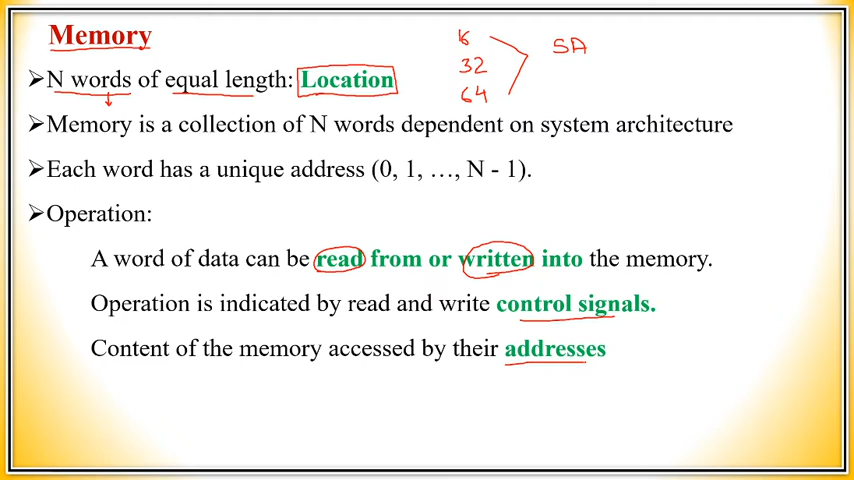 Memory
16
SA
32
64
➢N words of equal length: Location
➢Memory is a collection of N words dependent on system architecture
➢Each word has a unique address (0, 1, …, N - 1).
➢Operation:
A word of data can be read from or written into the memory.
Operation is indicated by read and write control signals.
Content of the memory accessed by their addresses